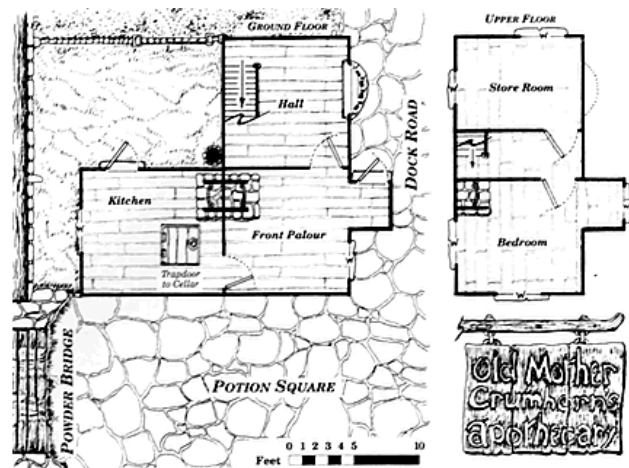 GROUND FLOOR
Hall
DOCK ROAD
Kitchen
Front Palour
Trapdoor
to Cellar
POWDER BRIDGE
POTION SQUARE
Feet 0 1 2 3 4 5 10
UPPER FLOOR
W
W
Store Room
W
Bedroom
W
W
W
Old Mother
Crumhorns
apothecary